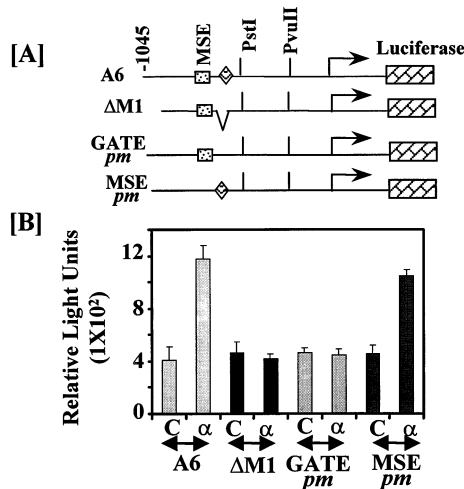 [A]
-1045
MSE
PstI
PvuII
Luciferase
A6
ΔM1
GATE
pm
MSE
pm
[B]
Relative Light Units
(1X10²)
12
8
4
0
C α C α C α C α
A6 ΔM1 GATE MSE
pm pm